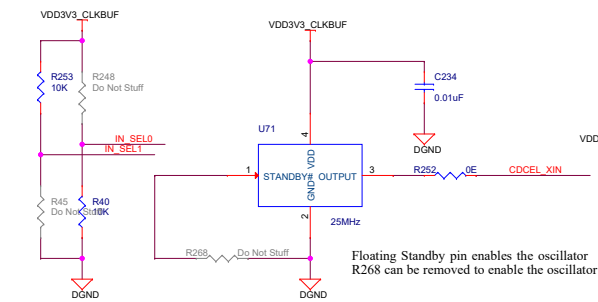 VDD3V3_CLKBUF
VDD3V3_CLKBUF
R253
10K
R248
Do Not Stuff
C234
0.01uF
IN_SEL0
IN_SEL1
U71
DGND
VDD
4
VDD
1
STANDBY#
OUTPUT
3
GND
2
R252
0E
CDCEL_XIN
R45
Do Not Stuff
R40
10K
25MHz
R268
Do Not Stuff
Floating Standby pin enables the oscillator
R268 can be removed to enable the oscillator
DGND
DGND